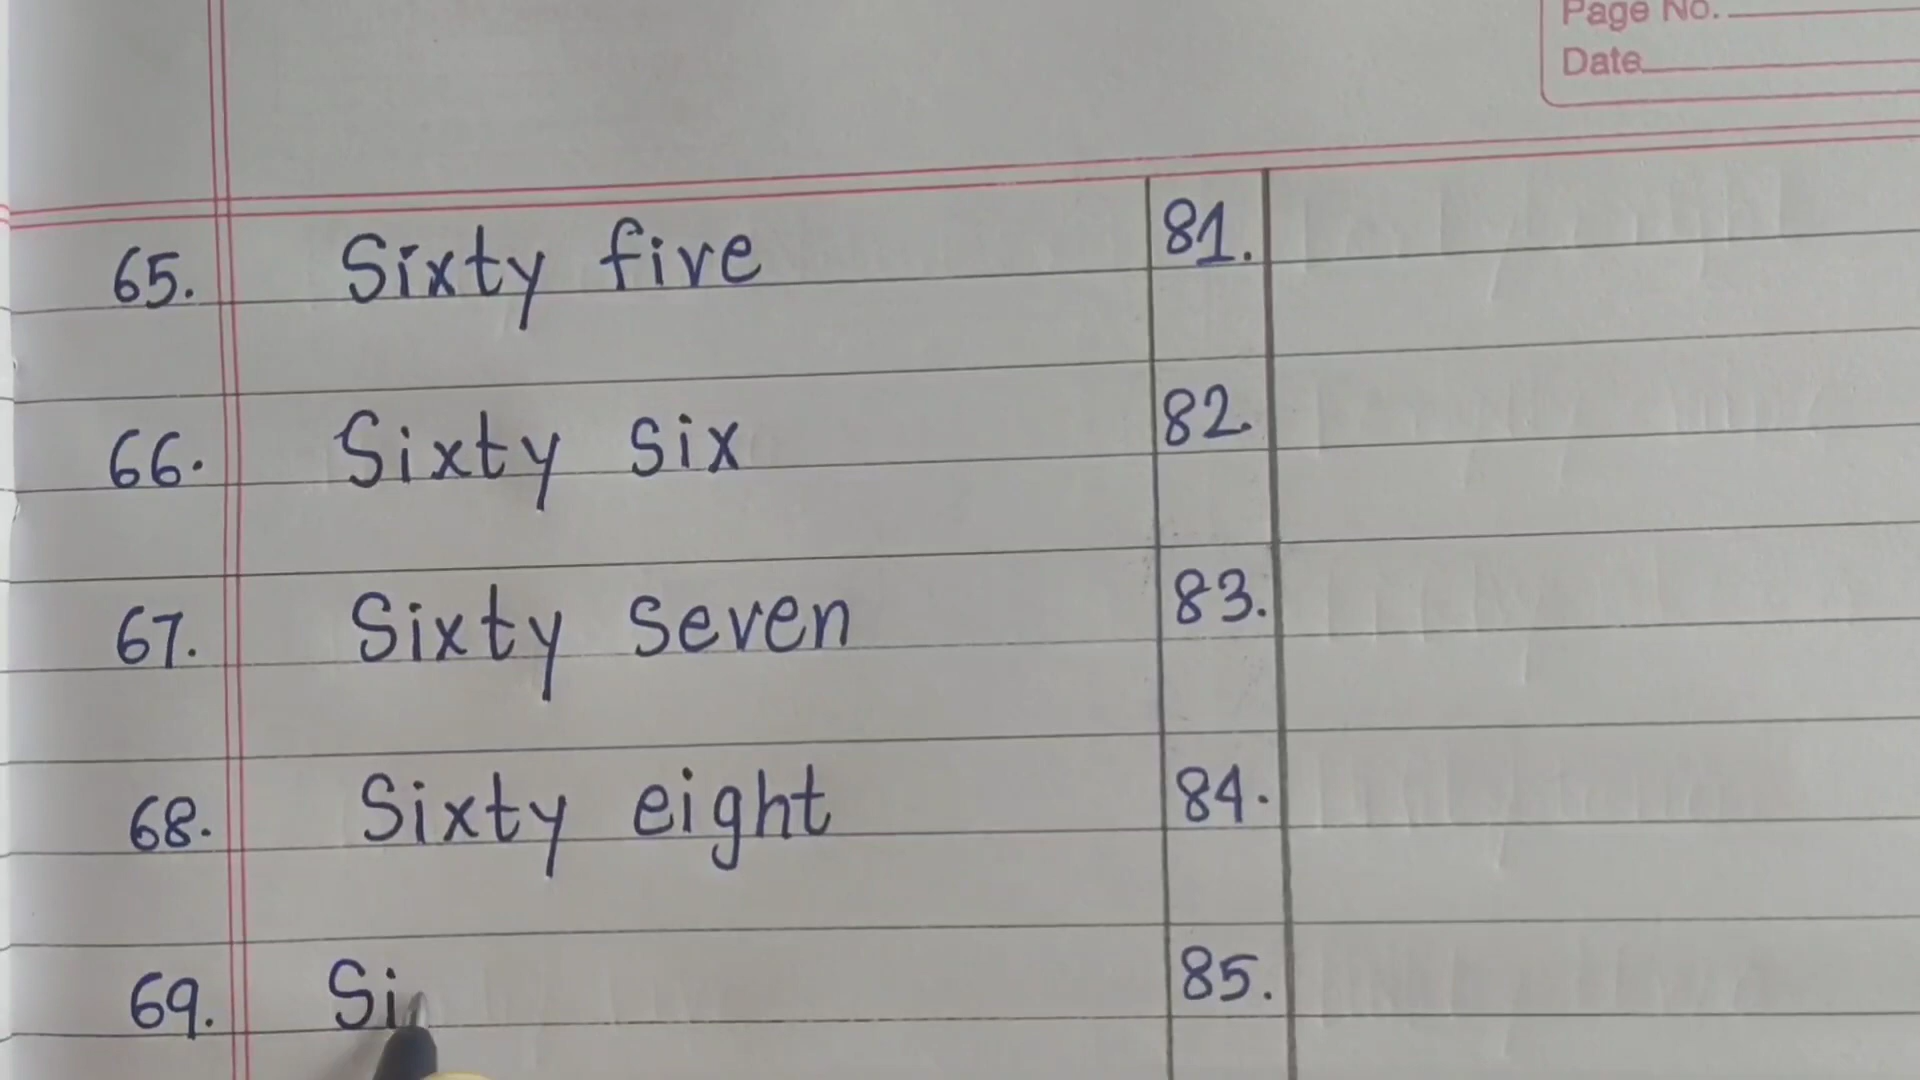 Page No.
Date
65. Sixty five 81.
66. Sixty six 82.
67. Sixty seven 83.
68. Sixty eight 84.
69. Si 85.